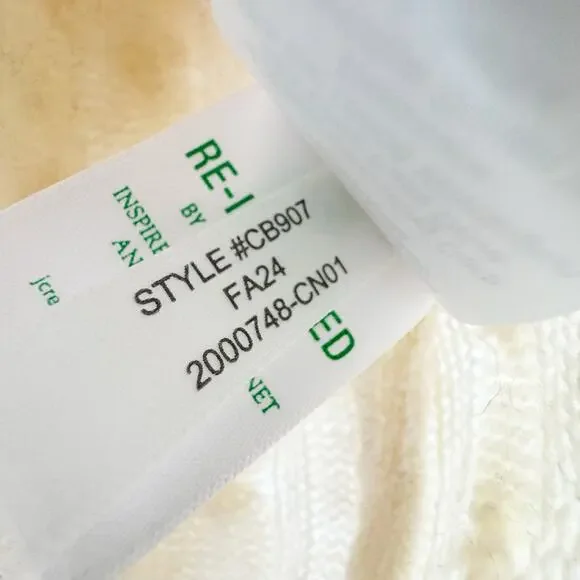 RE-I
BY
INSPIRE
AN
jcre
STYLE #CB907
FA24
2000748-CN01
ED
NET